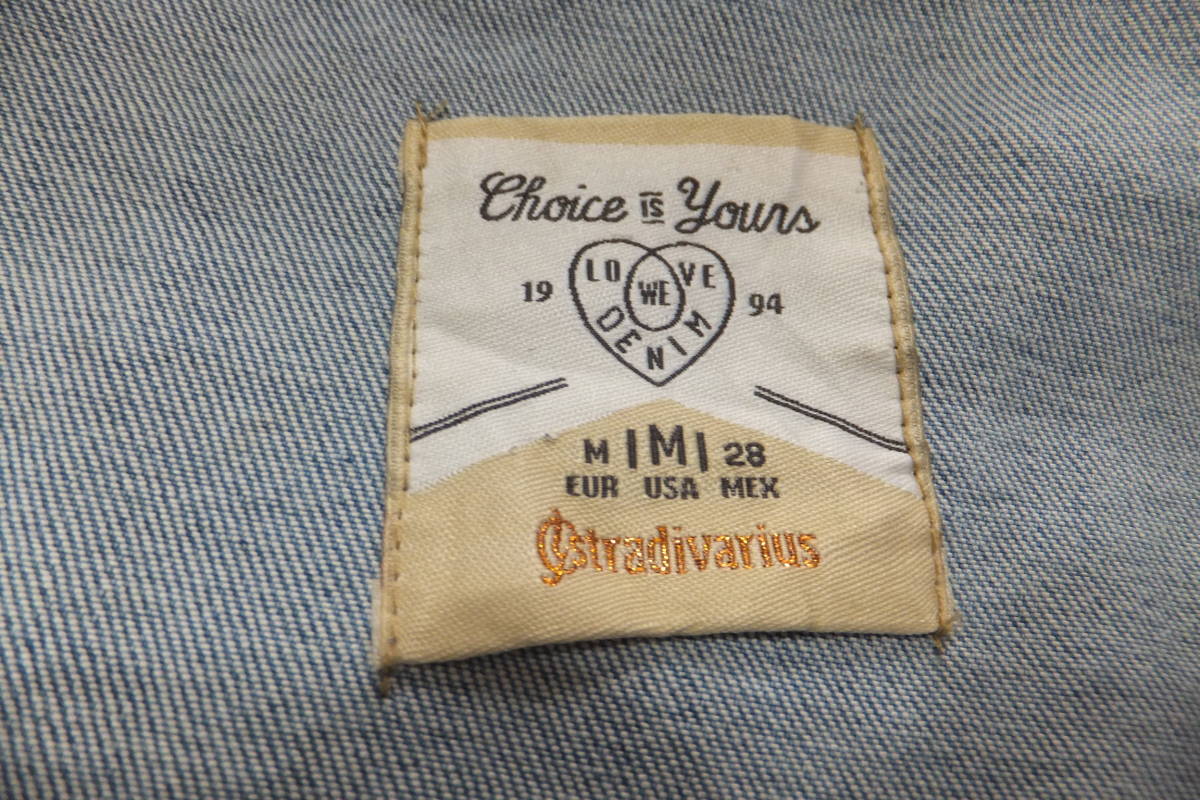 Choice is Yours
19 LO WE VE 94
DENIM
M | M | 28
EUR USA MEX
stradivarius